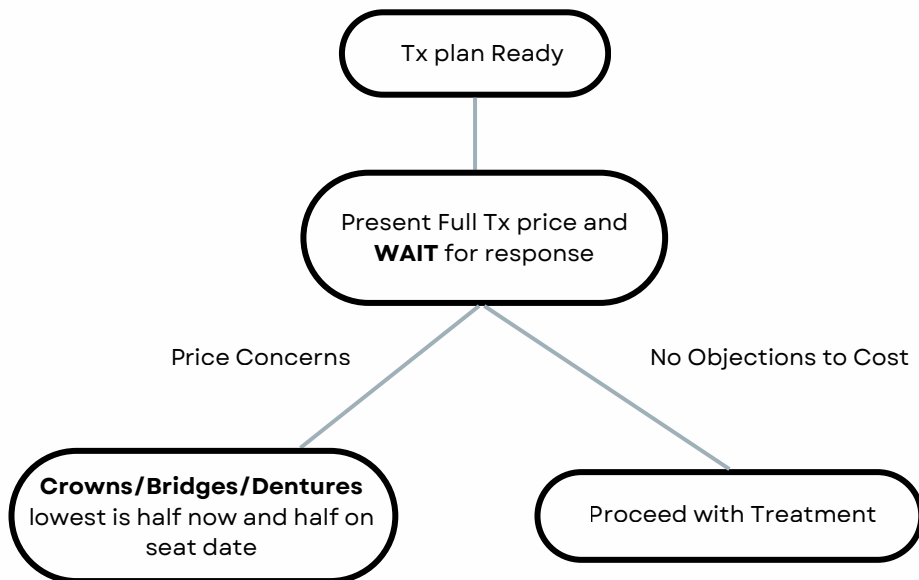 Tx plan Ready
Present Full Tx price and
WAIT for response
Price Concerns
No Objections to Cost
Crowns/Bridges/Dentures
lowest is half now and half on
seat date
Proceed with Treatment